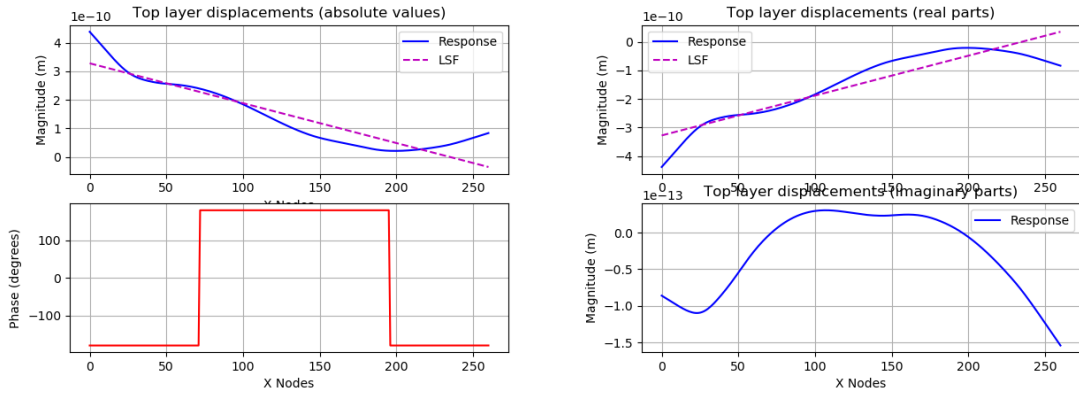 Top layer displacements (absolute values)
1e−10
4
3
2
1
0
Magnitude (m)
Response
LSF
0 50 100 150 200 250
X Nodes
Top layer displacements (real parts)
1e−10
0
−1
−2
−3
−4
Magnitude (m)
Response
LSF
0 50 100 150 200 250
100
0
−100
Phase (degrees)
0 50 100 150 200 250
X Nodes
Top layer displacements (imaginary parts)
1e−13
0.0
−0.5
−1.0
−1.5
Magnitude (m)
Response
0 50 100 150 200 250
X Nodes